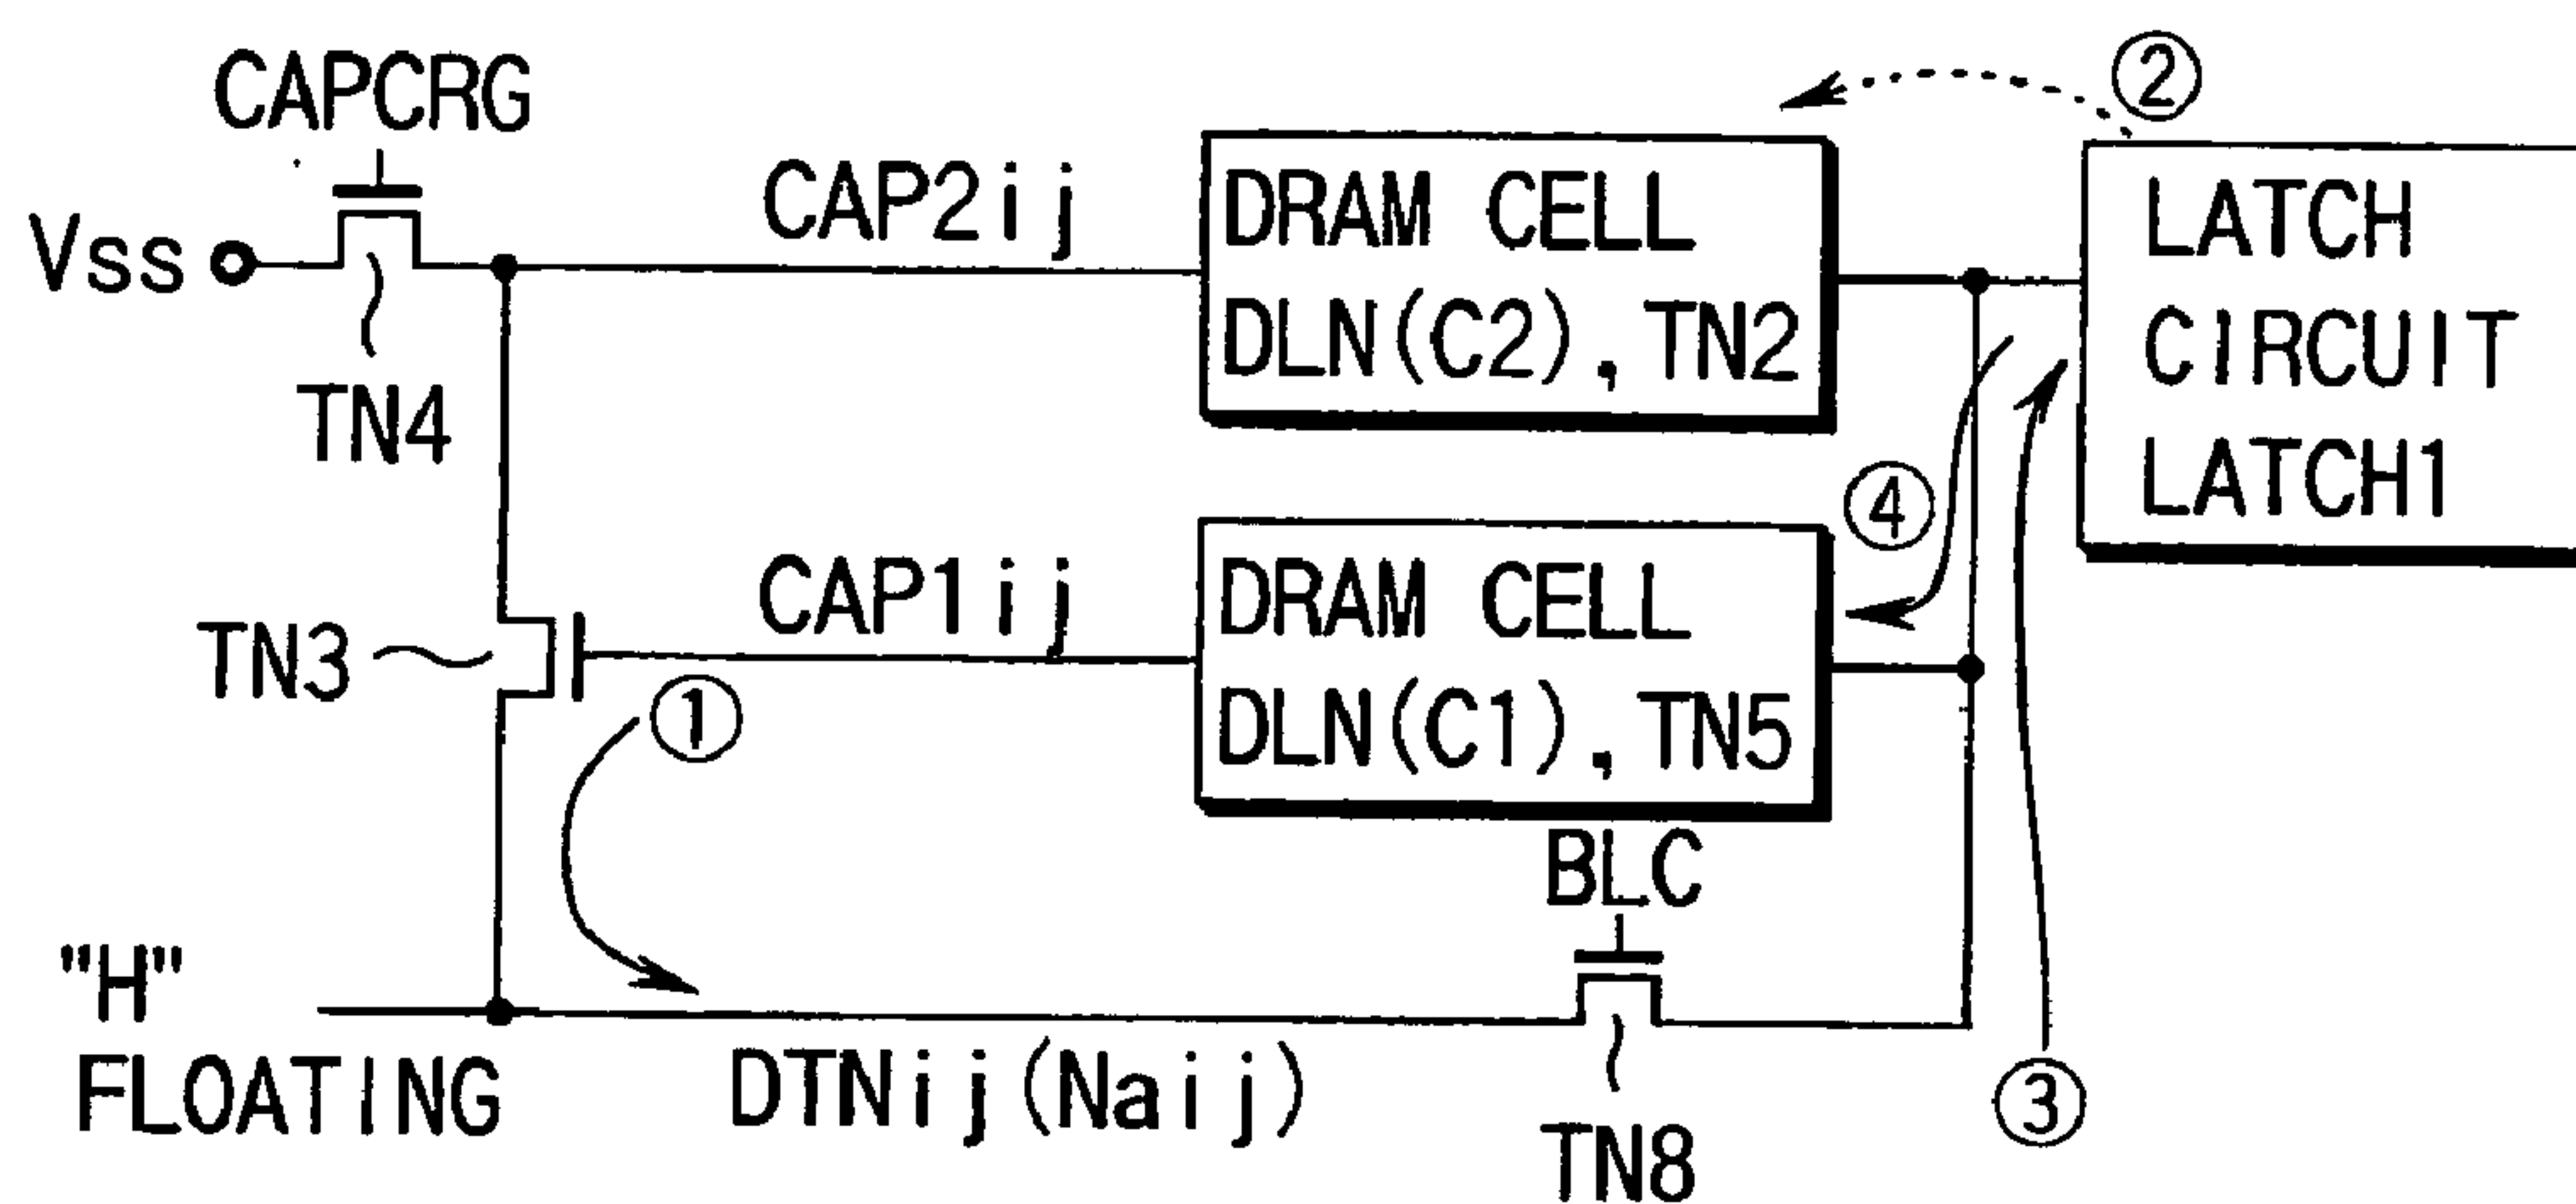 CAPCRG
②
CAP2ij
DRAM CELL
DLN(C2), TN2
LATCH
CIRCUIT
LATCH1
Vss
TN4
④
CAP1ij
DRAM CELL
DLN(C1), TN5
TN3
①
BLC
"H"
FLOATING
DTNij(Naij)
TN8
③